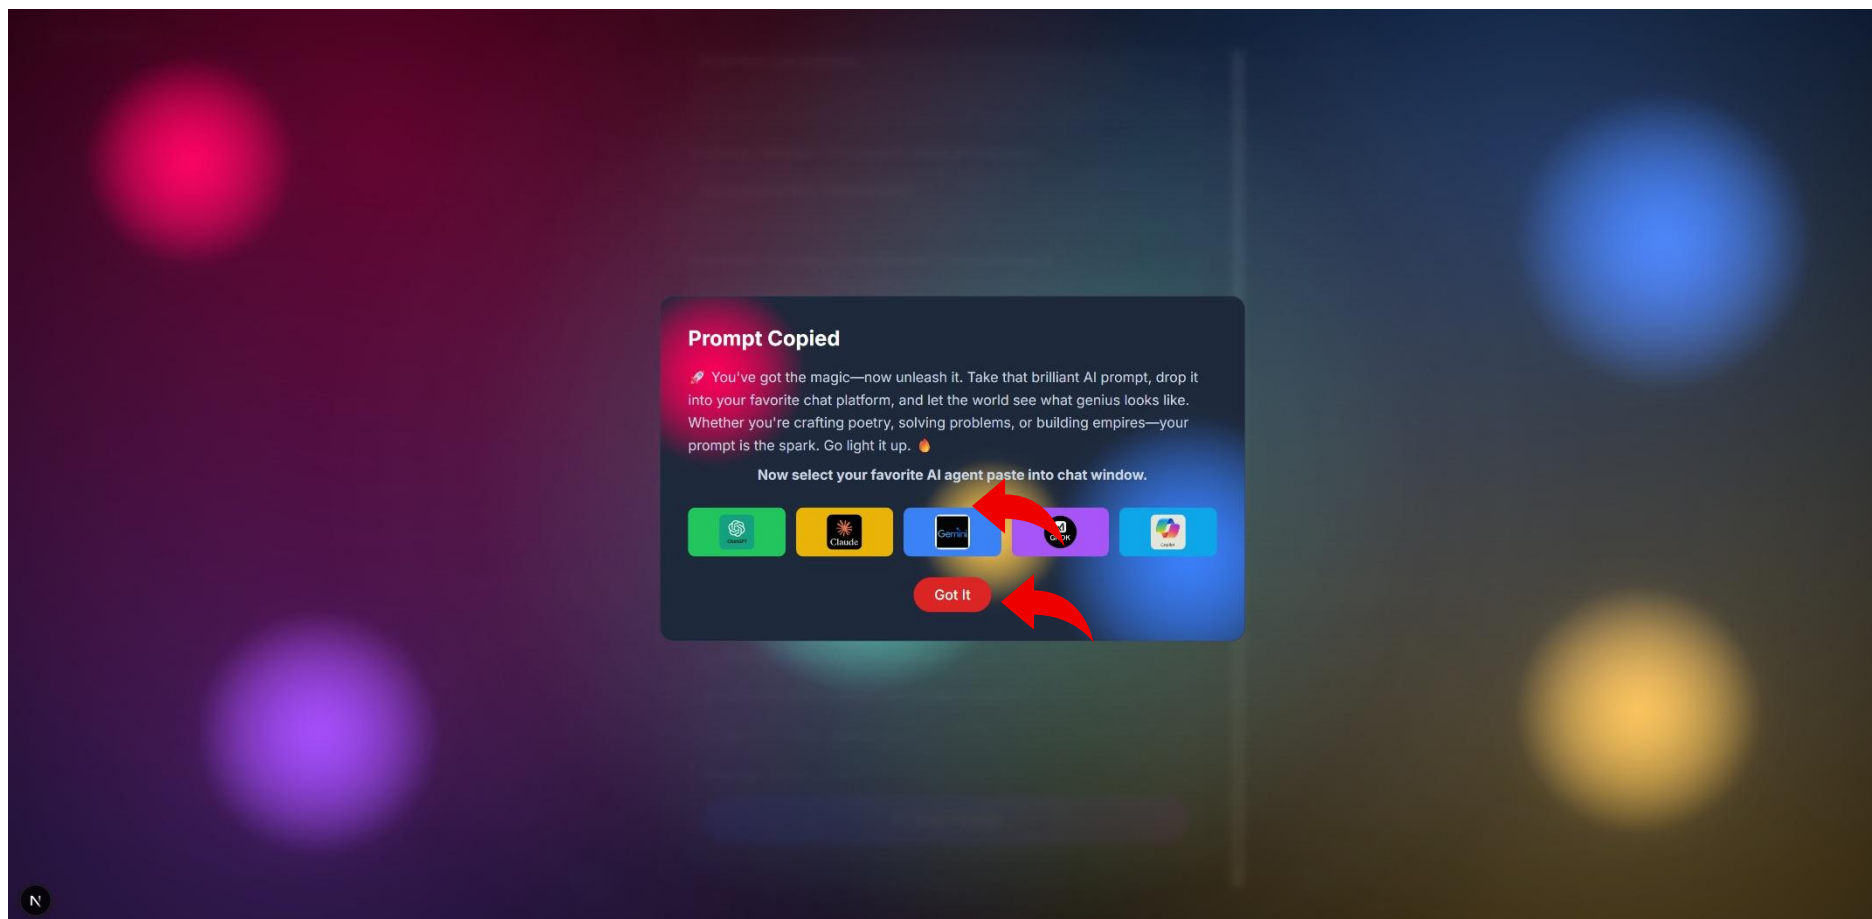 Prompt Copied
🚀 You've got the magic—now unleash it. Take that brilliant AI prompt, drop it
into your favorite chat platform, and let the world see what genius looks like.
Whether you're crafting poetry, solving problems, or building empires—your
prompt is the spark. Go light it up. 🔥
Now select your favorite AI agent paste into chat window.
ChatGPT
Claude
Gemini
Copilot
Got It
N